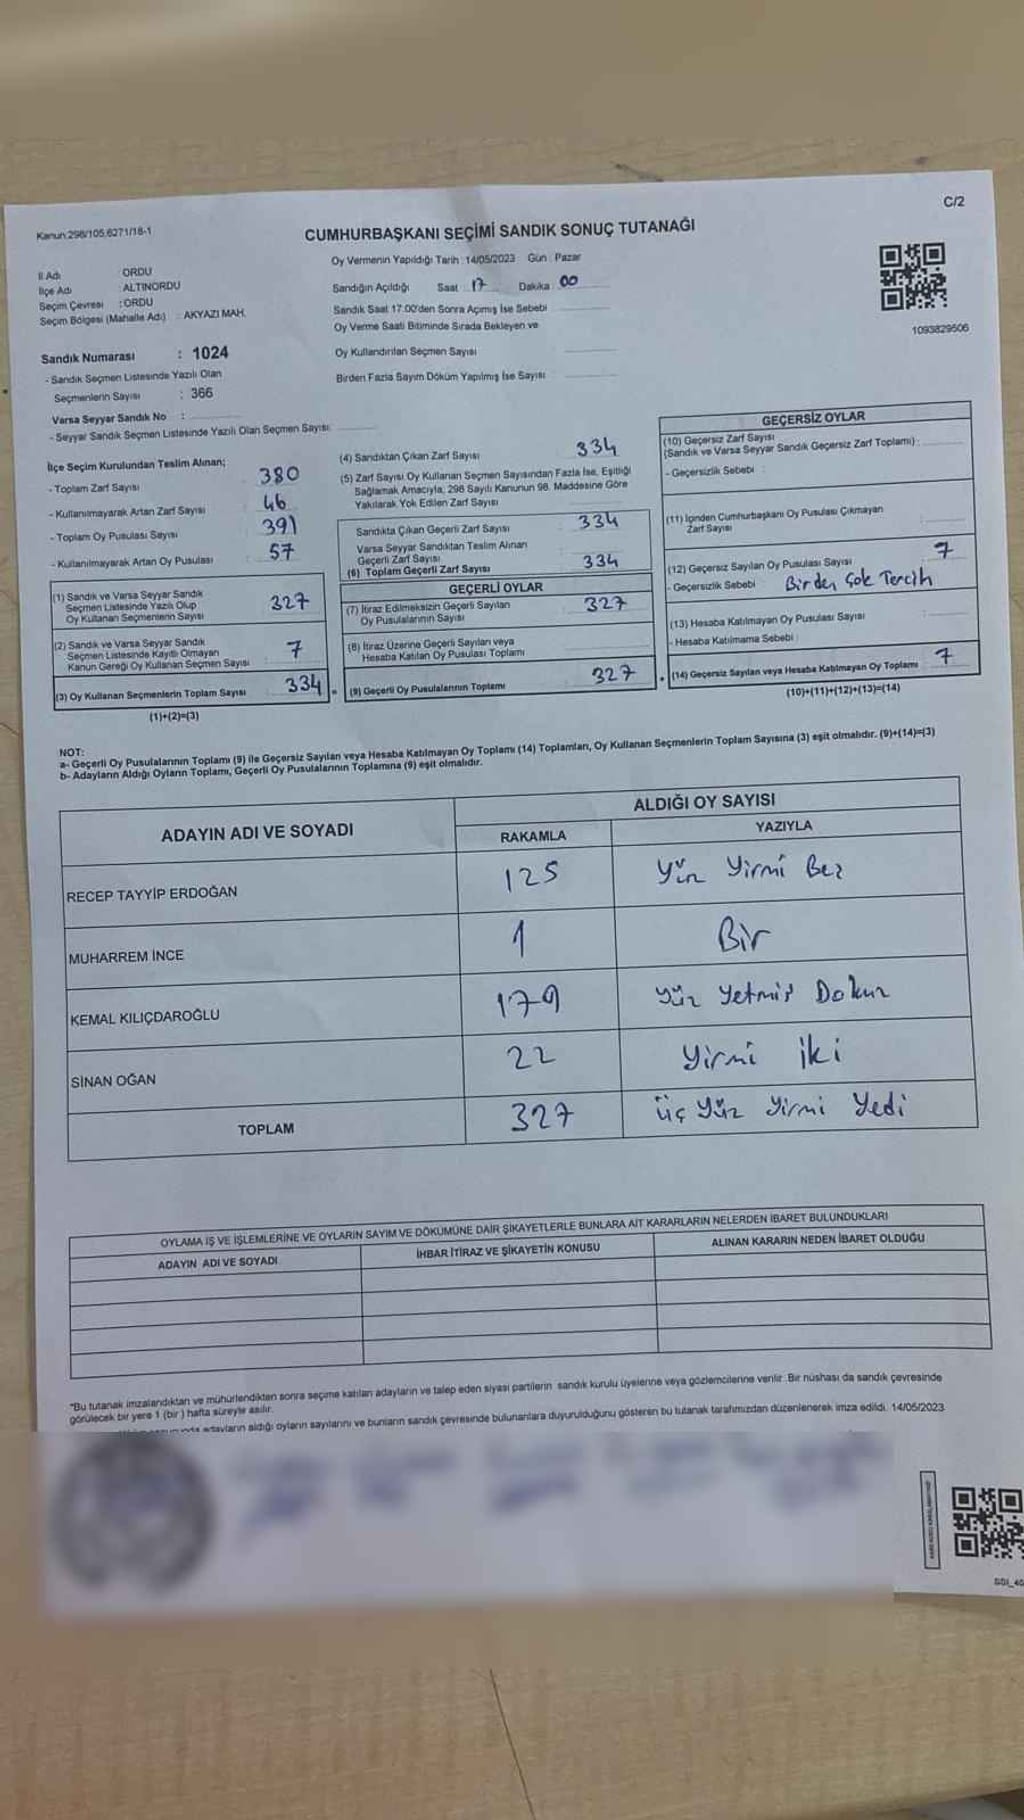 C/2
Kanun:298/105,6271/18-1
CUMHURBAŞKANI SEÇİMİ SANDIK SONUÇ TUTANAĞI
İl Adı : ORDU
İlçe Adı : ALTINORDU
Seçim Çevresi : ORDU
Seçim Bölgesi (Mahalle Adı) : AKYAZI MAH.
Sandık Numarası : 1024
- Sandık Seçmen Listesinde Yazılı Olan
Seçmenlerin Sayısı : 366
Varsa Seyyar Sandık No :
- Seyyar Sandık Seçmen Listesinde Yazılı Olan Seçmen Sayısı:
Oy Vermenin Yapıldığı Tarih : 14/05/2023 Gün : Pazar
Sandığın Açıldığı Saat 17 Dakika 00
Sandık Saat 17:00'den Sonra Açımış İse Sebebi
Oy Verme Saati Bitiminde Sırada Bekleyen ve
Oy Kullandırılan Seçmen Sayısı
Birden Fazla Sayım Döküm Yapılmış İse Sayısı
1093829506
İlçe Seçim Kurulundan Teslim Alınan;
- Toplam Zarf Sayısı 380
- Kullanılmayarak Artan Zarf Sayısı 46
- Toplam Oy Pusulası Sayısı 391
- Kullanılmayarak Artan Oy Pusulası 57
(1) Sandık ve Varsa Seyyar Sandık
Seçmen Listesinde Yazılı Olup
Oy Kullanan Seçmenlerin Sayısı 327
(2) Sandık ve Varsa Seyyar Sandık
Seçmen Listesinde Kayıtlı Olmayan
Kanun Gereği Oy Kullanan Seçmen Sayısı 7
(3) Oy Kullanan Seçmenlerin Toplam Sayısı 334
(1)+(2)=(3)
(4) Sandıktan Çıkan Zarf Sayısı 334
(5) Zarf Sayısı Oy Kullanan Seçmen Sayısından Fazla İse, Eşitliği
Sağlamak Amacıyla, 298 Sayılı Kanunun 98. Maddesine Göre
Yakılarak Yok Edilen Zarf Sayısı
Sandıkta Çıkan Geçerli Zarf Sayısı 334
Varsa Seyyar Sandıktan Teslim Alınan
Geçerli Zarf Sayısı
(6) Toplam Geçerli Zarf Sayısı 334
GEÇERLİ OYLAR
(7) İtiraz Edilmeksizin Geçerli Sayılan
Oy Pusulalarının Sayısı 327
(8) İtiraz Üzerine Geçerli Sayılan veya
Hesaba Katılan Oy Pusulası Toplamı
(9) Geçerli Oy Pusulalarının Toplamı 327
GEÇERSİZ OYLAR
(10) Geçersiz Zarf Sayısı
(Sandık ve Varsa Seyyar Sandık Geçersiz Zarf Toplamı) :
- Geçersizlik Sebebi :
(11) İçinden Cumhurbaşkanı Oy Pusulası Çıkmayan
Zarf Sayısı
(12) Geçersiz Sayılan Oy Pusulası Sayısı 7
- Geçersizlik Sebebi Birden Çok Tercih
(13) Hesaba Katılmayan Oy Pusulası Sayısı
- Hesaba Katılmama Sebebi :
(14) Geçersiz Sayılan veya Hesaba Katılmayan Oy Toplamı 7
(10)+(11)+(12)+(13)=(14)
NOT:
a- Geçerli Oy Pusulalarının Toplamı (9) ile Geçersiz Sayılan veya Hesaba Katılmayan Oy Toplamı (14) Toplamları, Oy Kullanan Seçmenlerin Toplam Sayısına (3) eşit olmalıdır. (9)+(14)=(3)
b- Adayların Aldığı Oyların Toplamı, Geçerli Oy Pusulalarının Toplamına (9) eşit olmalıdır.
ADAYIN ADI VE SOYADI
ALDIĞI OY SAYISI
RAKAMLA YAZIYLA
RECEP TAYYİP ERDOĞAN 125 Yüz Yirmi Beş
MUHARREM İNCE 1 Bir
KEMAL KILIÇDAROĞLU 179 Yüz Yetmiş Dokuz
SİNAN OĞAN 22 Yirmi İki
TOPLAM 327 Üç Yüz Yirmi Yedi
OYLAMA İŞ VE İŞLEMLERİNE VE OYLARIN SAYIM VE DÖKÜMÜNE DAİR ŞİKAYETLERLE BUNLARA AİT KARARLARIN NELERDEN İBARET BULUNDUKLARI
ADAYIN ADI VE SOYADI İHBAR İTİRAZ VE ŞİKAYETİN KONUSU ALINAN KARARIN NEDEN İBARET OLDUĞU
*Bu tutanak imzalandıktan ve mühürlendikten sonra seçime katılan adayların ve talep eden siyasi partilerin sandık kurulu üyelerine veya gözlemcilerine verilir. Bir nüshası da sandık çevresinde
görülecek bir yere 1 (bir) hafta süreyle asılır.
adayların aldığı oyların sayılarını ve bunların sandık çevresinde bulunanlara duyurulduğunu gösteren bu tutanak tarafımızdan düzenlenerek imza edildi. 14/05/2023